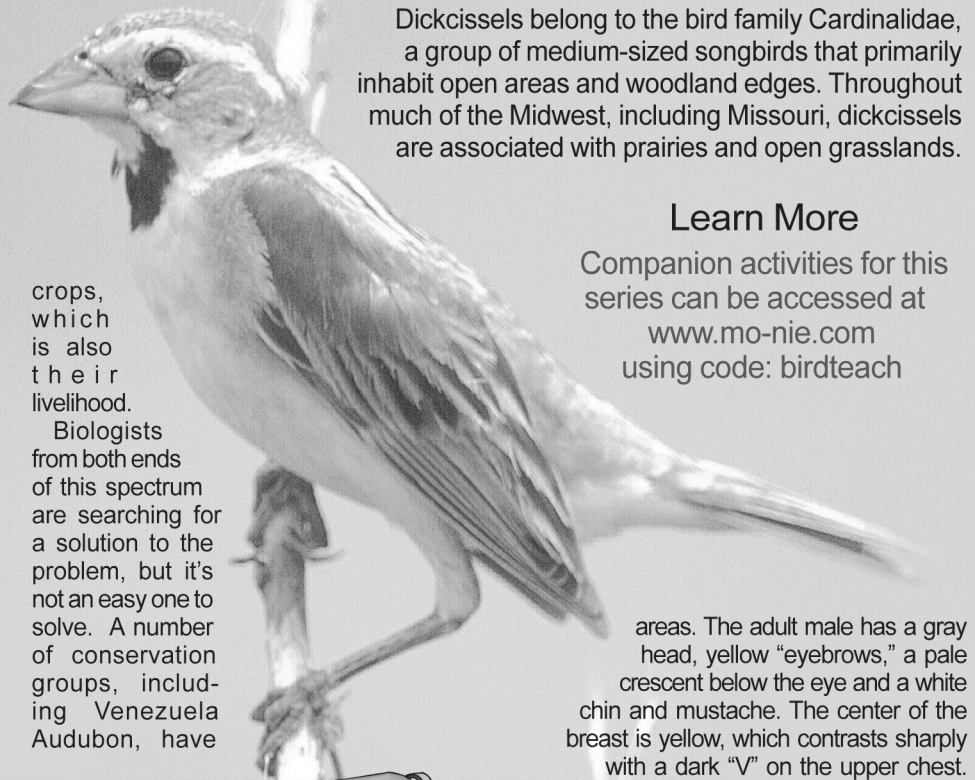 Dickcissels belong to the bird family Cardinalidae,
a group of medium-sized songbirds that primarily
inhabit open areas and woodland edges. Throughout
much of the Midwest, including Missouri, dickcissels
are associated with prairies and open grasslands.
Learn More
Companion activities for this
series can be accessed at
www.mo-nie.com
using code: birdteach
crops,
which
is also
their
livelihood.
Biologists
from both ends
of this spectrum
are searching for
a solution to the
problem, but it’s
not an easy one to
solve. A number
of conservation
groups, includ-
ing Venezuela
Audubon, have
areas. The adult male has a gray
head, yellow “eyebrows,” a pale
crescent below the eye and a white
chin and mustache. The center of the
breast is yellow, which contrasts sharply
with a dark “V” on the upper chest.